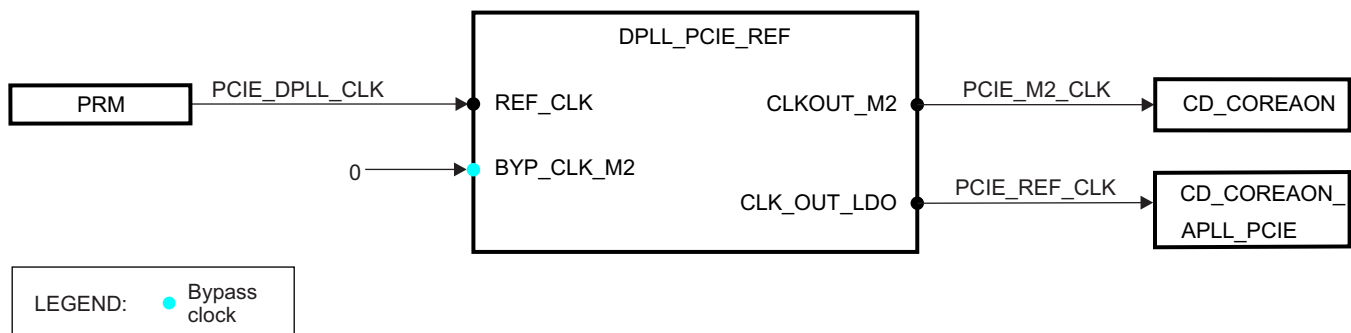 DPLL_PCIE_REF
PRM
PCIE_DPLL_CLK
REF_CLK
CLKOUT_M2
PCIE_M2_CLK
CD_COREAON
0
BYP_CLK_M2
CLK_OUT_LDO
PCIE_REF_CLK
CD_COREAON_
APLL_PCIE
LEGEND:
Bypass
clock